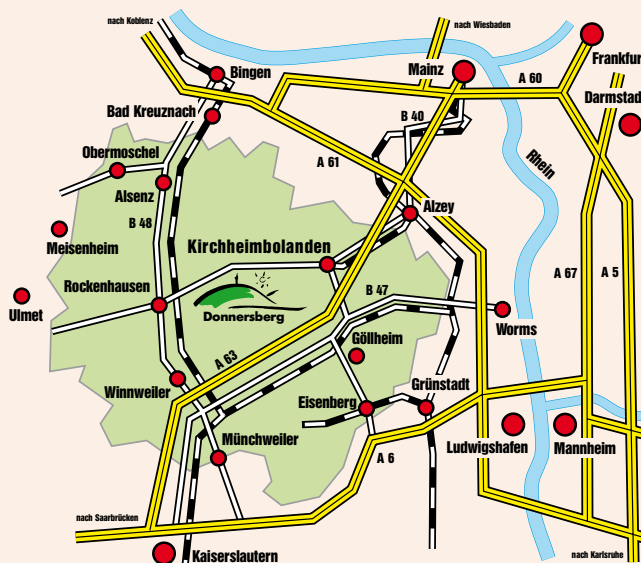 nach Koblenz
nach Wiesbaden
Bingen
Mainz
Frankfur
A 60
Darmstad
Bad Kreuznach
B 40
Obermoschel
A 61
Rhein
Alsenz
Alzey
B 48
Meisenheim
Kirchheimbolanden
A 67
A 5
Rockenhausen
B 47
Ulmet
Donnersberg
Worms
Göllheim
A 63
Winnweiler
Grünstadt
Eisenberg
Münchweiler
Ludwigshafen
Mannheim
A 6
nach Saarbrücken
Kaiserslautern
nach Karlsruhe